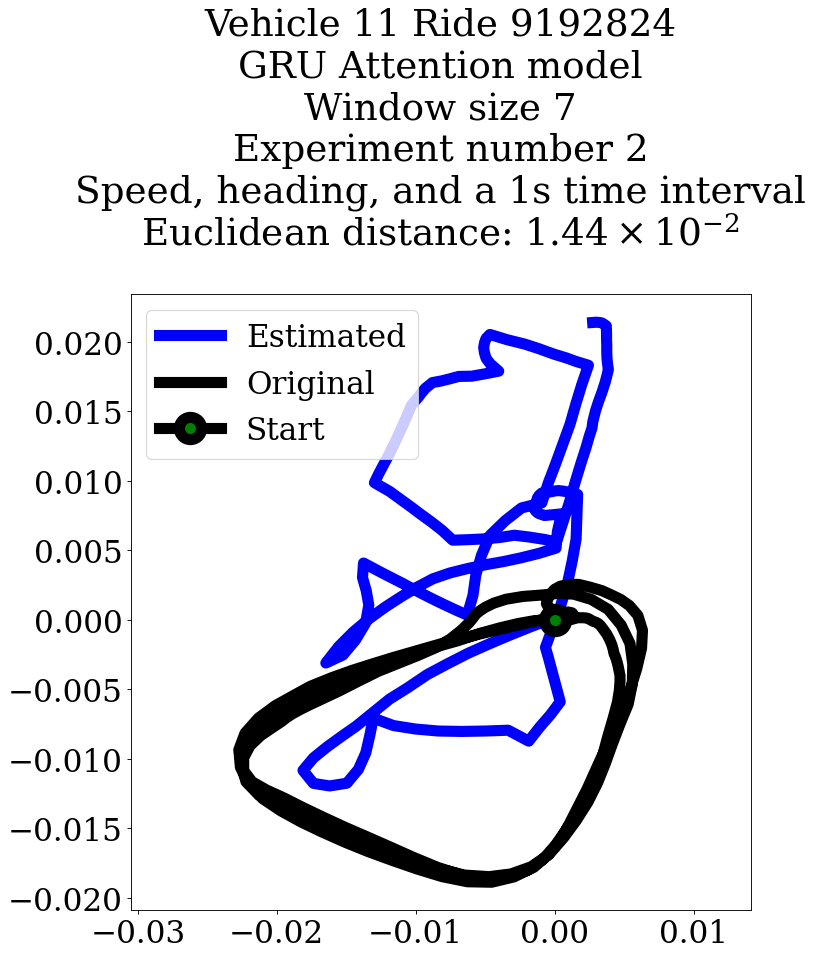 Vehicle 11 Ride 9192824
GRU Attention model
Window size 7
Experiment number 2
Speed, heading, and a 1s time interval
Euclidean distance: 1.44 × 10⁻²
Estimated
Original
Start
0.020
0.015
0.010
0.005
0.000
−0.005
−0.010
−0.015
−0.020
−0.03
−0.02
−0.01
0.00
0.01